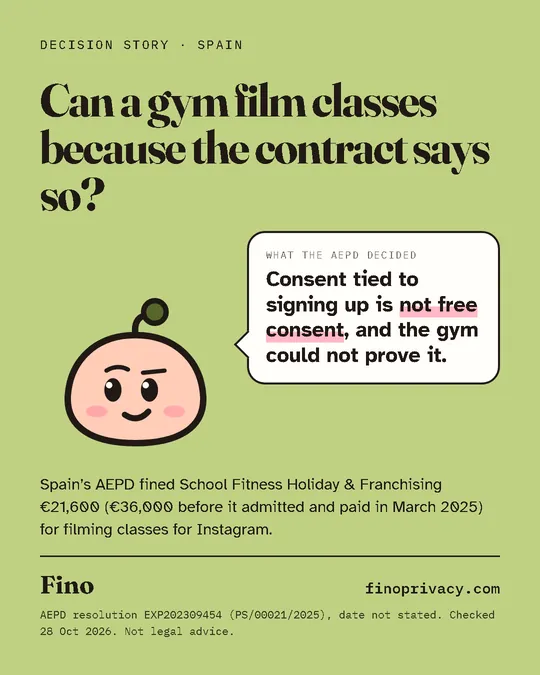 DECISION STORY · SPAIN
Can a gym film classes
because the contract says
so?
WHAT THE AEPD DECIDED
Consent tied to
signing up is not free
consent, and the gym
could not prove it.
Spain's AEPD fined School Fitness Holiday & Franchising
€21,600 (€36,000 before it admitted and paid in March 2025)
for filming classes for Instagram.
Fino
finoprivacy.com
AEPD resolution EXP202309454 (PS/00021/2025), date not stated. Checked
28 Oct 2026. Not legal advice.